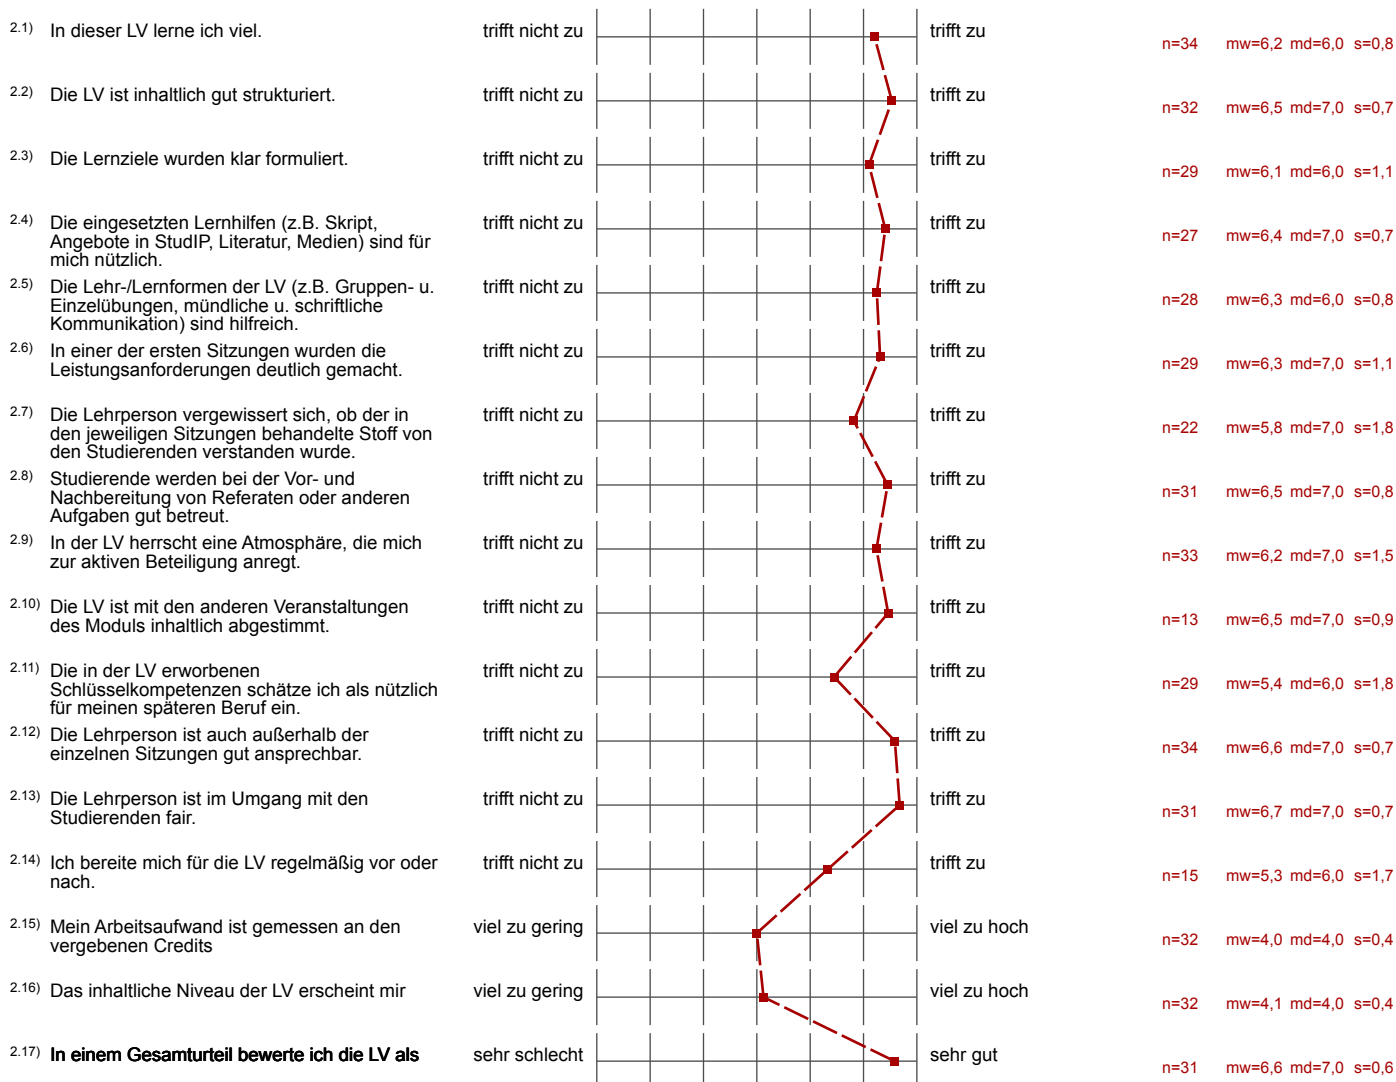 2.1) In dieser LV lerne ich viel. trifft nicht zu trifft zu n=34 mw=6,2 md=6,0 s=0,8
2.2) Die LV ist inhaltlich gut strukturiert. trifft nicht zu trifft zu n=32 mw=6,5 md=7,0 s=0,7
2.3) Die Lernziele wurden klar formuliert. trifft nicht zu trifft zu n=29 mw=6,1 md=6,0 s=1,1
2.4) Die eingesetzten Lernhilfen (z.B. Skript, trifft nicht zu trifft zu n=27 mw=6,4 md=7,0 s=0,7
Angebote in StudIP, Literatur, Medien) sind für
mich nützlich.
2.5) Die Lehr-/Lernformen der LV (z.B. Gruppen- u. trifft nicht zu trifft zu n=28 mw=6,3 md=6,0 s=0,8
Einzelübungen, mündliche u. schriftliche
Kommunikation) sind hilfreich.
2.6) In einer der ersten Sitzungen wurden die trifft nicht zu trifft zu n=29 mw=6,3 md=7,0 s=1,1
Leistungsanforderungen deutlich gemacht.
2.7) Die Lehrperson vergewissert sich, ob der in trifft nicht zu trifft zu n=22 mw=5,8 md=7,0 s=1,8
den jeweiligen Sitzungen behandelte Stoff von
den Studierenden verstanden wurde.
2.8) Studierende werden bei der Vor- und trifft nicht zu trifft zu n=31 mw=6,5 md=7,0 s=0,8
Nachbereitung von Referaten oder anderen
Aufgaben gut betreut.
2.9) In der LV herrscht eine Atmosphäre, die mich trifft nicht zu trifft zu n=33 mw=6,2 md=7,0 s=1,5
zur aktiven Beteiligung anregt.
2.10) Die LV ist mit den anderen Veranstaltungen trifft nicht zu trifft zu n=13 mw=6,5 md=7,0 s=0,9
des Moduls inhaltlich abgestimmt.
2.11) Die in der LV erworbenen trifft nicht zu trifft zu n=29 mw=5,4 md=6,0 s=1,8
Schlüsselkompetenzen schätze ich als nützlich
für meinen späteren Beruf ein.
2.12) Die Lehrperson ist auch außerhalb der trifft nicht zu trifft zu n=34 mw=6,6 md=7,0 s=0,7
einzelnen Sitzungen gut ansprechbar.
2.13) Die Lehrperson ist im Umgang mit den trifft nicht zu trifft zu n=31 mw=6,7 md=7,0 s=0,7
Studierenden fair.
2.14) Ich bereite mich für die LV regelmäßig vor oder trifft nicht zu trifft zu n=15 mw=5,3 md=6,0 s=1,7
nach.
2.15) Mein Arbeitsaufwand ist gemessen an den viel zu gering viel zu hoch n=32 mw=4,0 md=4,0 s=0,4
vergebenen Credits
2.16) Das inhaltliche Niveau der LV erscheint mir viel zu gering viel zu hoch n=32 mw=4,1 md=4,0 s=0,4
2.17) In einem Gesamturteil bewerte ich die LV als sehr schlecht sehr gut n=31 mw=6,6 md=7,0 s=0,6